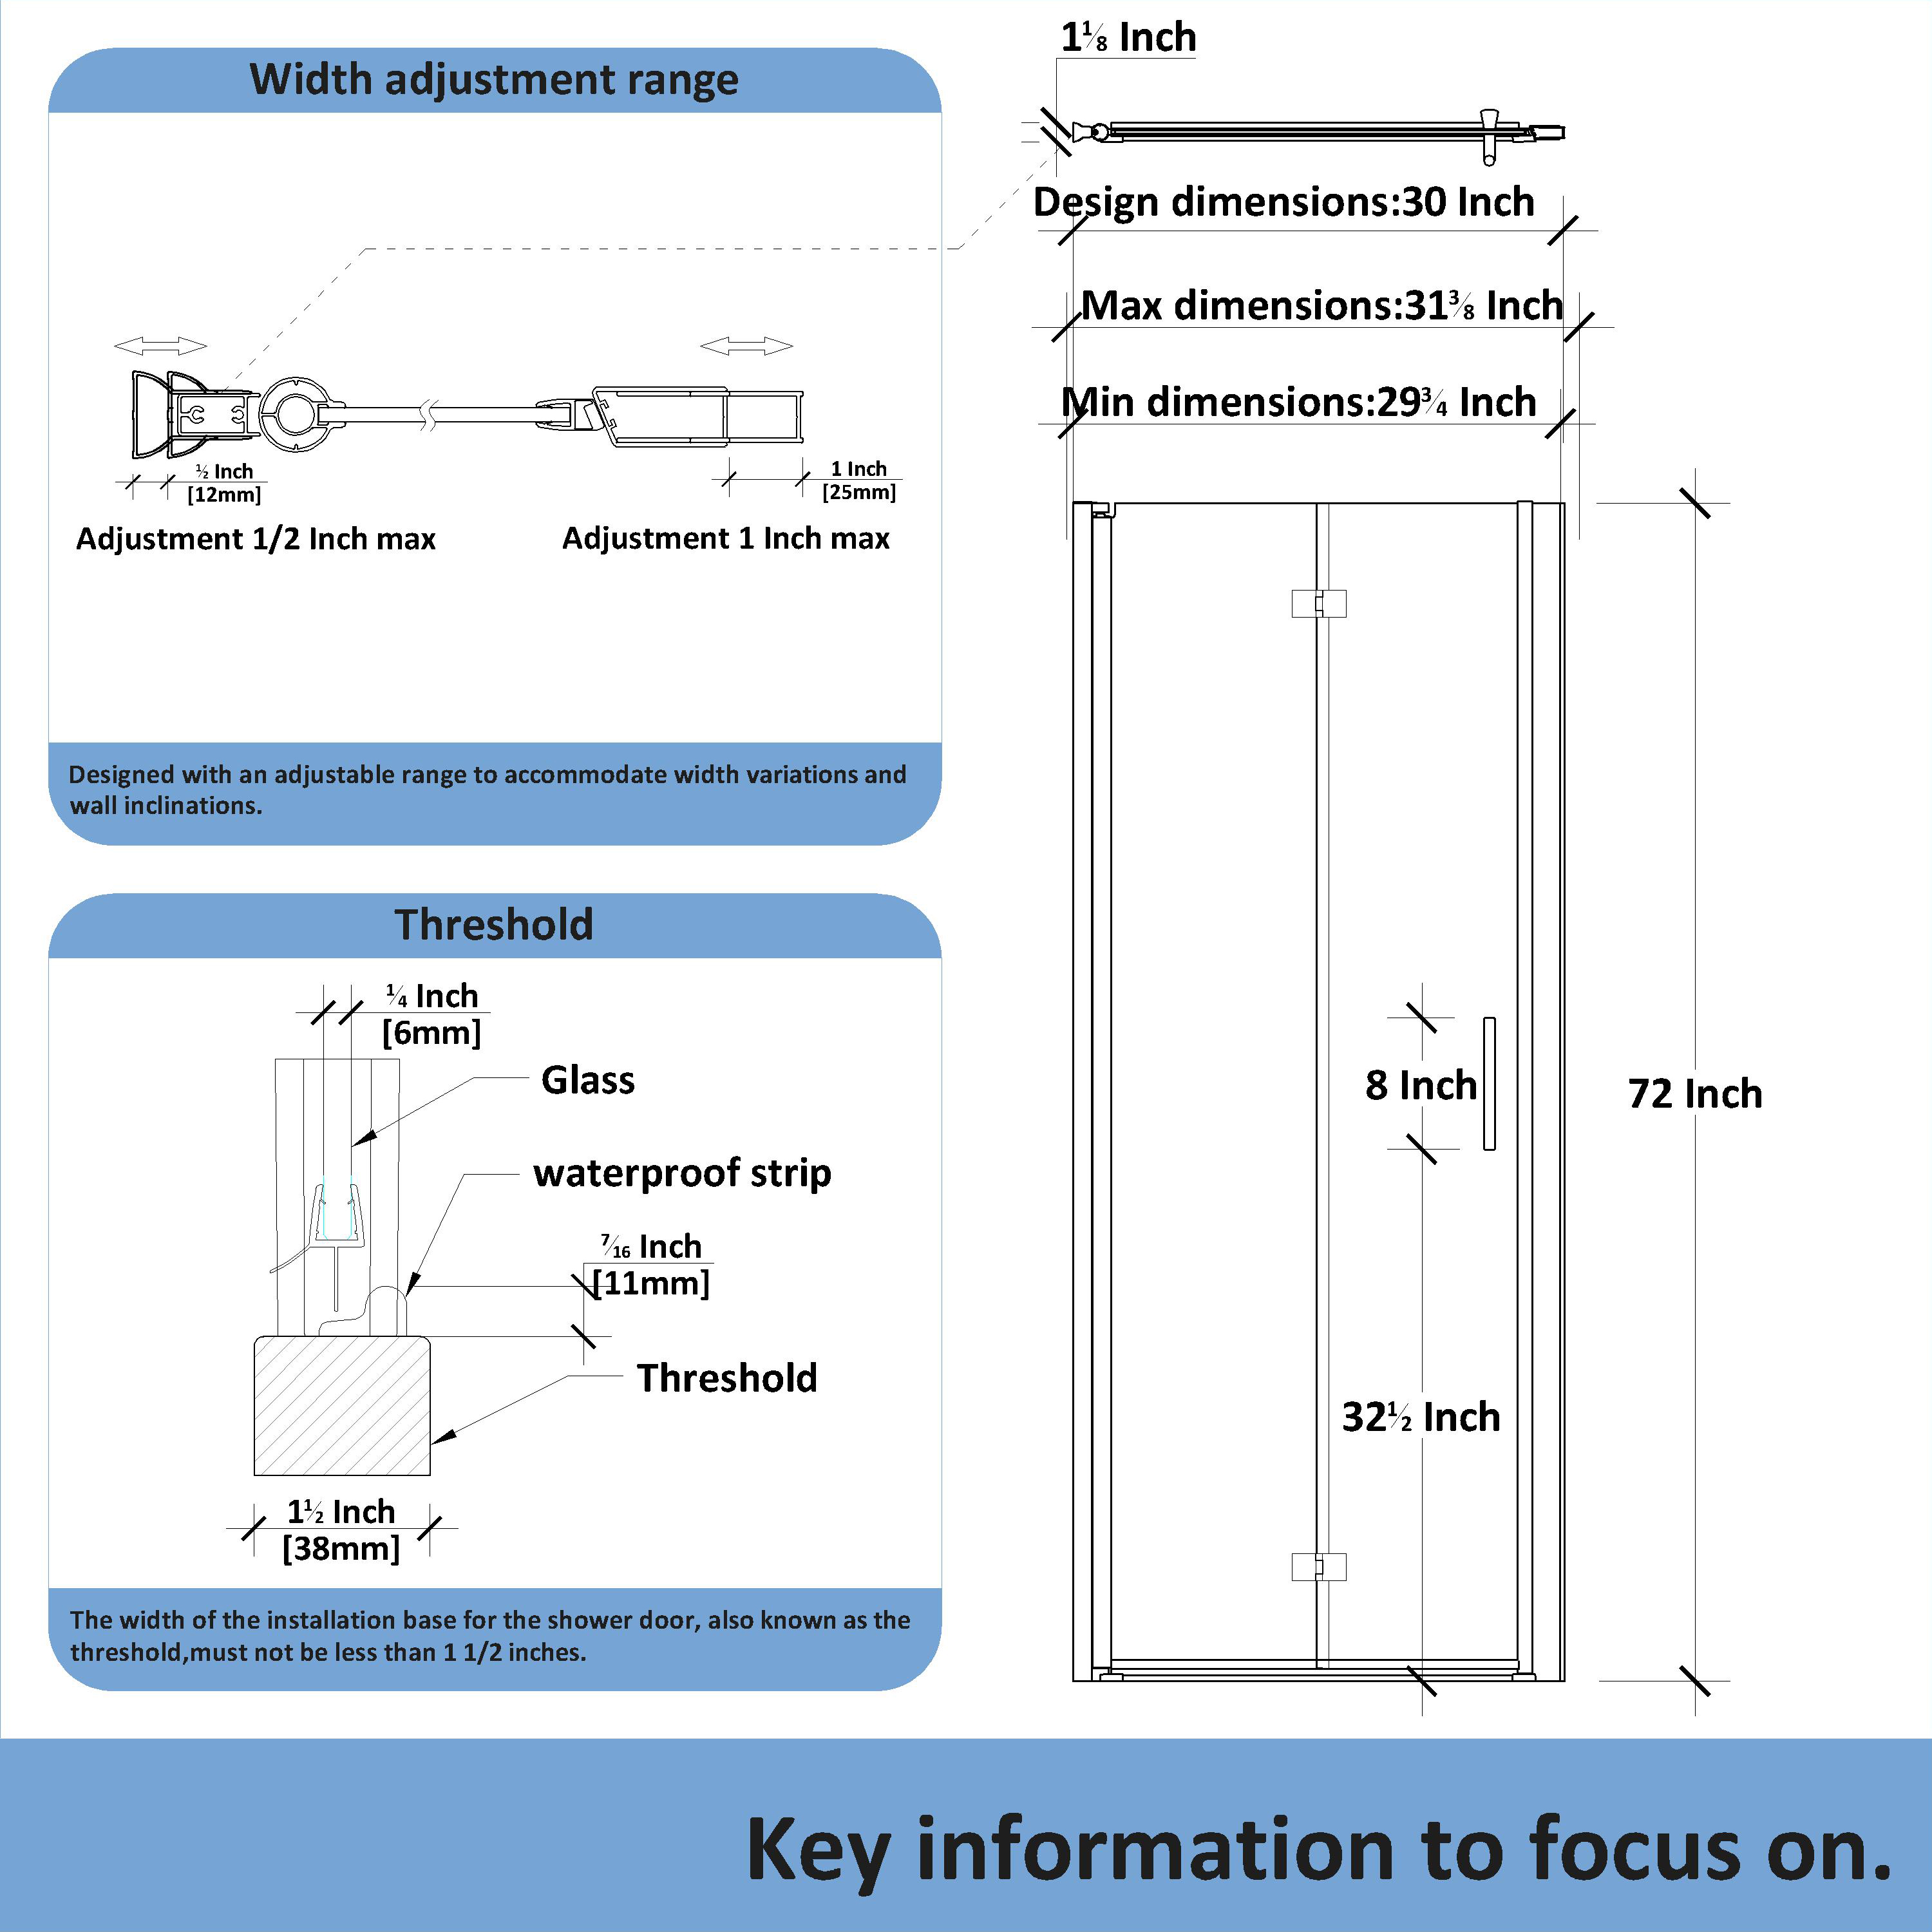 Width adjustment range
½ Inch
[12mm]
1 Inch
[25mm]
Adjustment 1/2 Inch max
Adjustment 1 Inch max
Designed with an adjustable range to accommodate width variations and
wall inclinations.
Threshold
¼ Inch
[6mm]
Glass
waterproof strip
7⁄16 Inch
[11mm]
Threshold
1½ Inch
[38mm]
The width of the installation base for the shower door, also known as the
threshold,must not be less than 1 1/2 inches.
1⅛ Inch
Design dimensions:30 Inch
Max dimensions:31⅜ Inch
Min dimensions:29¾ Inch
8 Inch
72 Inch
32½ Inch
Key information to focus on.